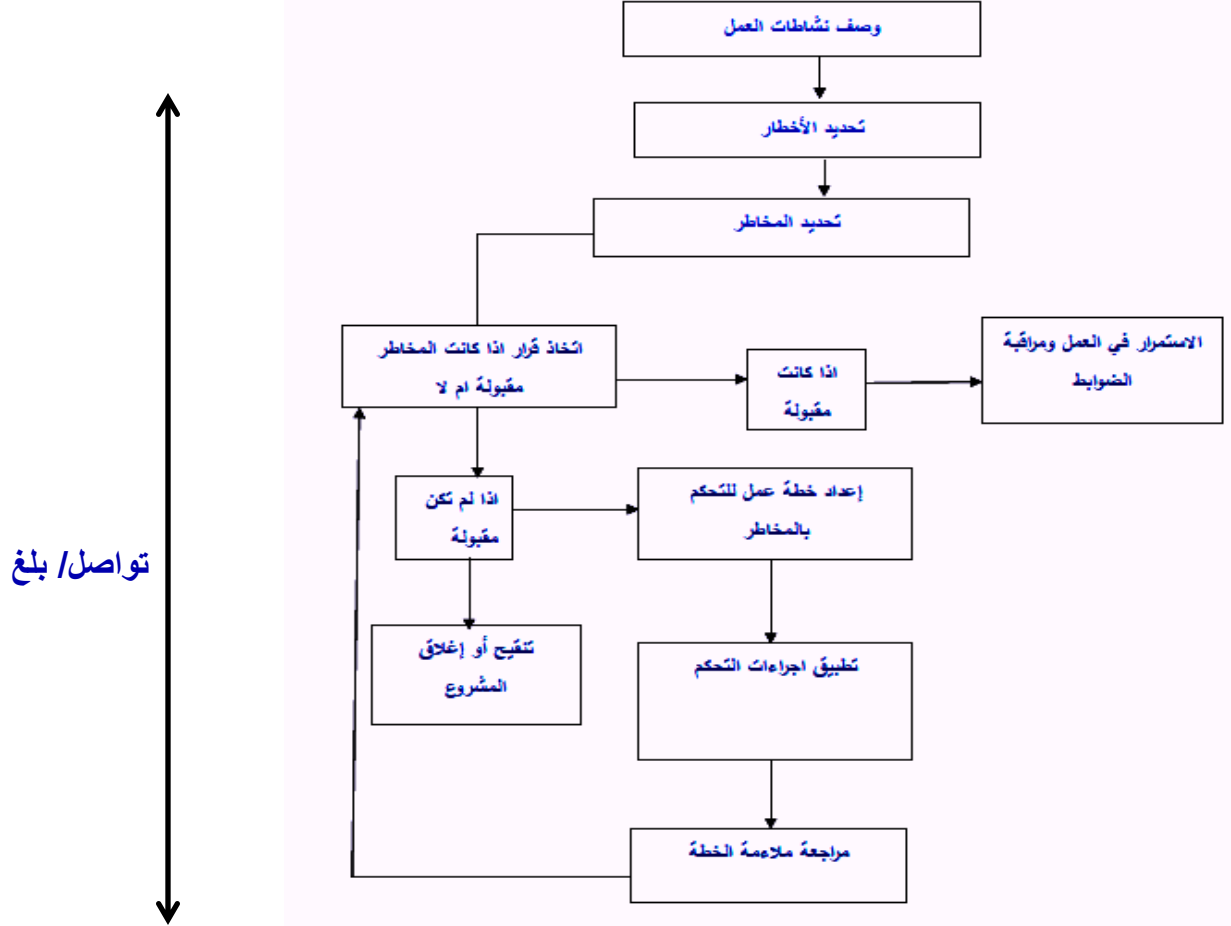 وصف نشاطات العمل
تحديد الأخطار
تحديد المخاطر
اتخاذ قرار اذا كانت المخاطر
مقبولة ام لا
اذا كانت
مقبولة
الاستمرار في العمل ومراقبة
الضوابط
اذا لم تكن
مقبولة
إعداد خطة عمل للتحكم
بالمخاطر
تواصل/ بلغ
تنقيح أو إغلاق
المشروع
تطبيق اجراءات التحكم
مراجعة ملاءمة الخطة